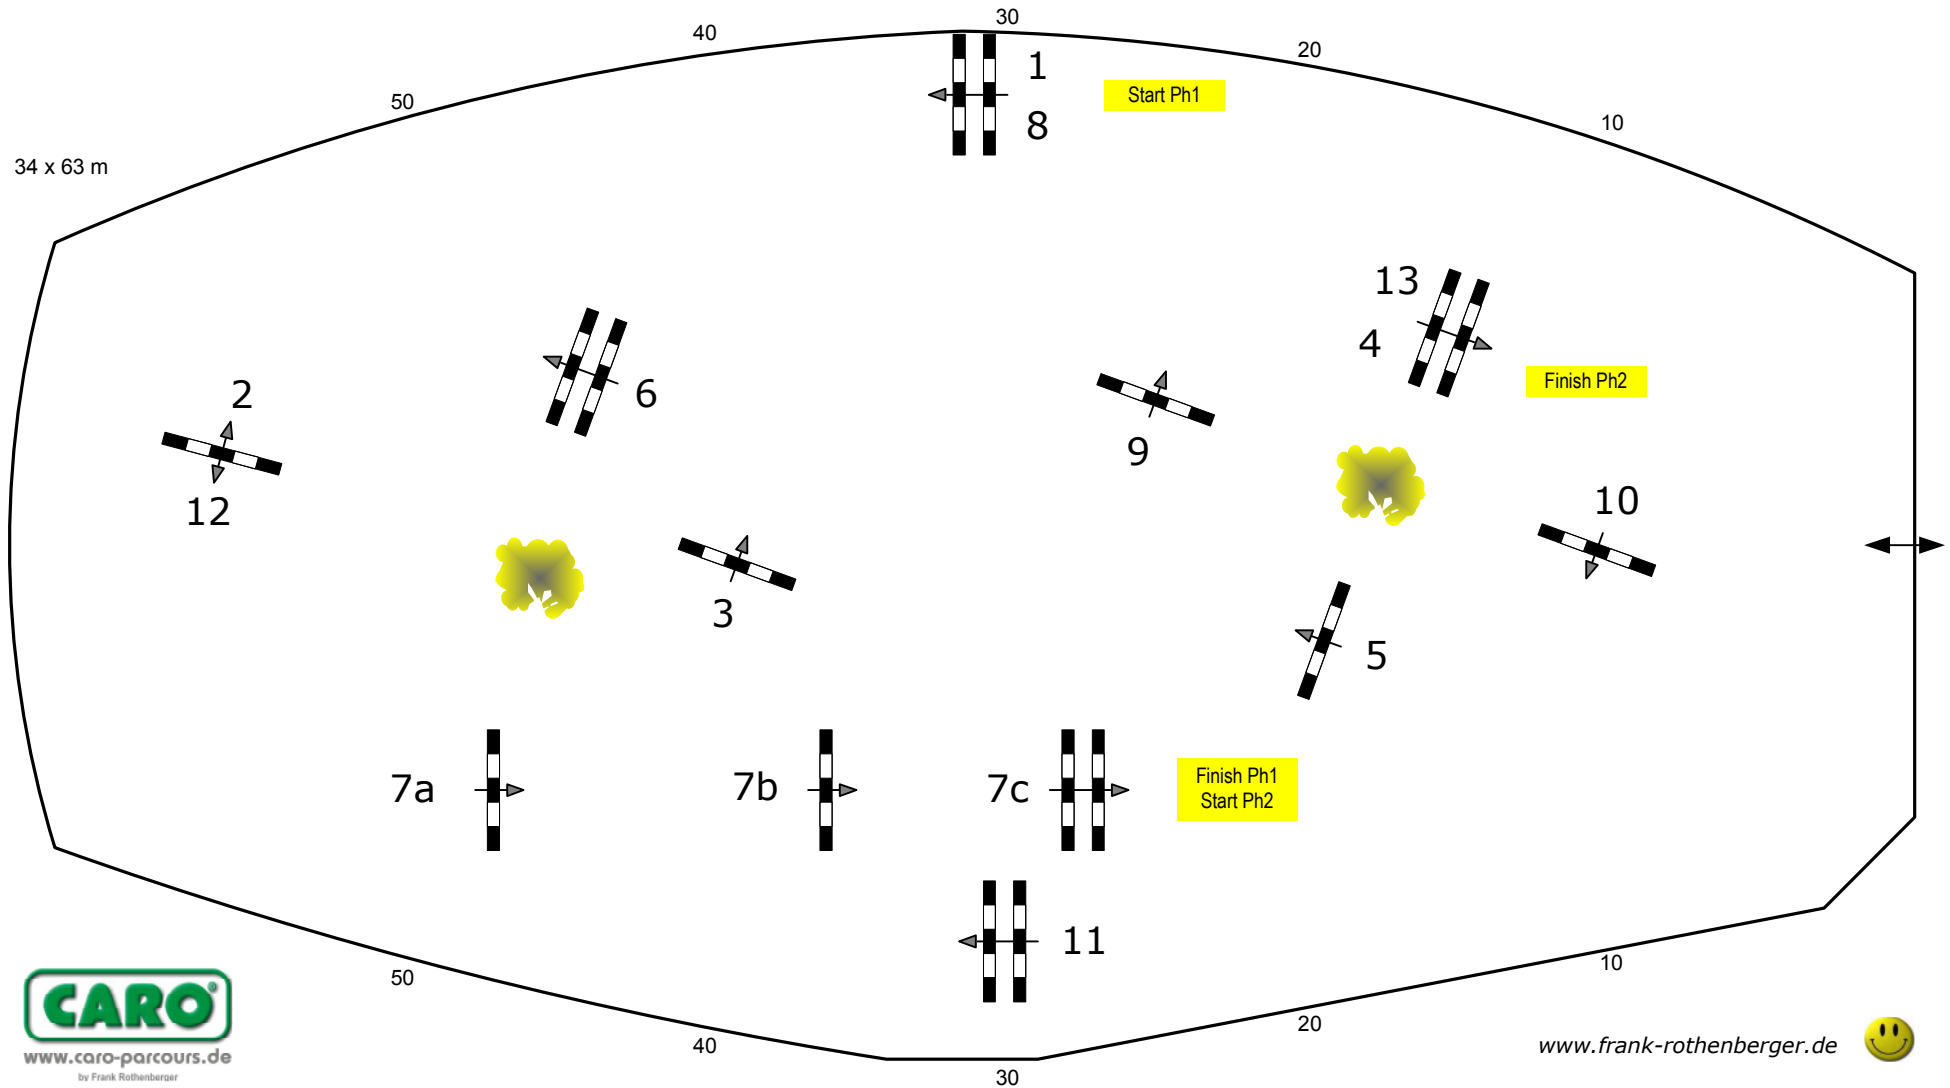 30
40
20
1
50
Start Ph1
8
10
34 x 63 m
13
4
6
2
Finish Ph2
9
12
10
3
5
7a
7b
7c
Finish Ph1
Start Ph2
11
50
10
CARO®
www.caro-parcours.de
by Frank Rothenberger
40
20
30
www.frank-rothenberger.de